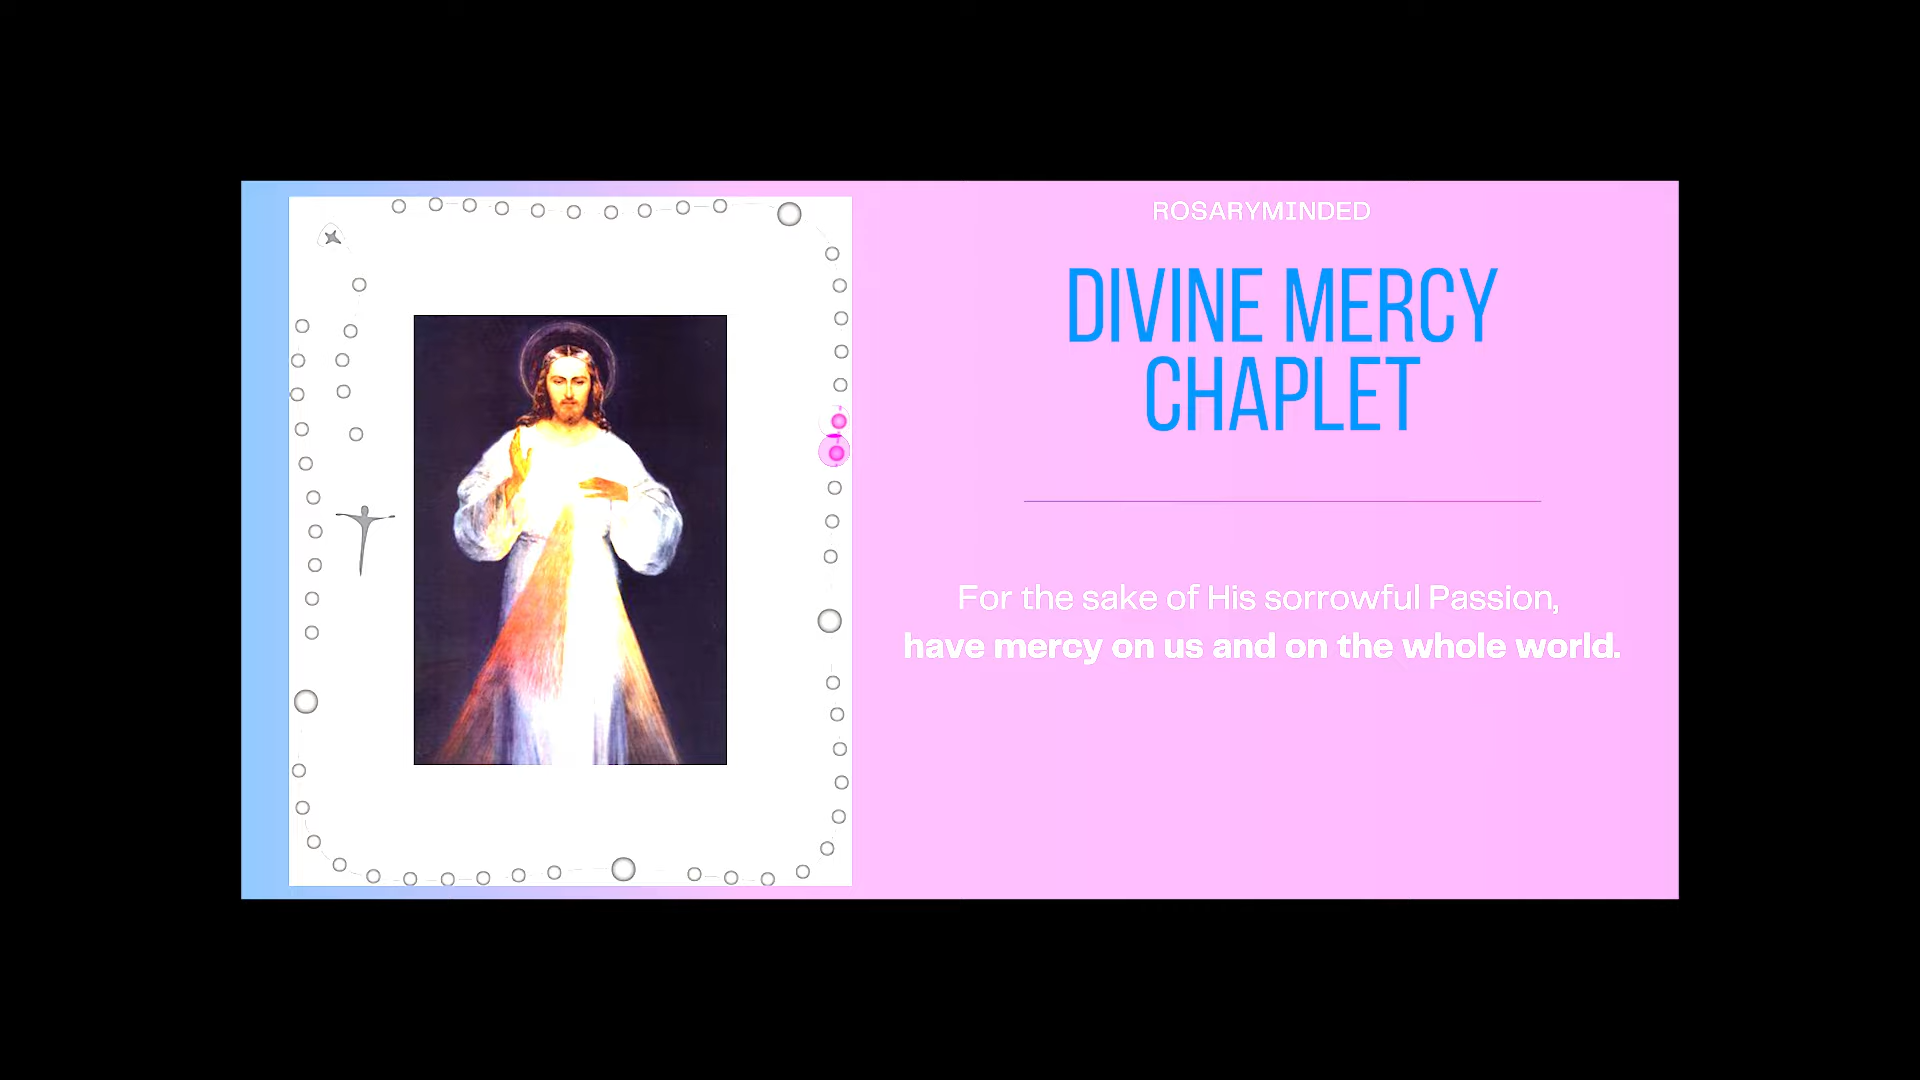 ROSARYMINDED
DIVINE MERCY
CHAPLET
For the sake of His sorrowful Passion,
have mercy on us and on the whole world.